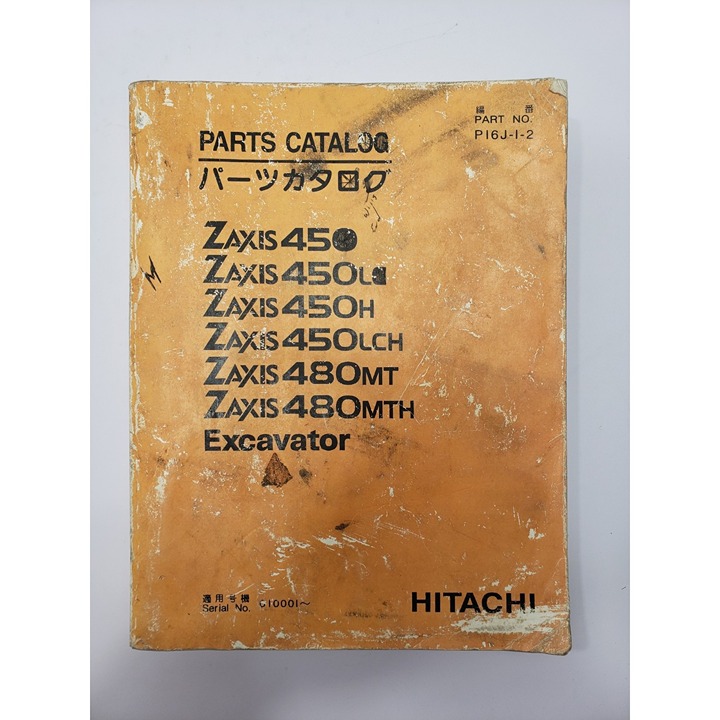 編 番
PART NO.
P16J-1-2
PARTS CATALOG
パーツカタログ
ZAXIS 450
ZAXIS 450LC
ZAXIS 450H
ZAXIS 450LCH
ZAXIS 480MT
ZAXIS 480MTH
Excavator
適用号機
Serial No. 010001~
HITACHI